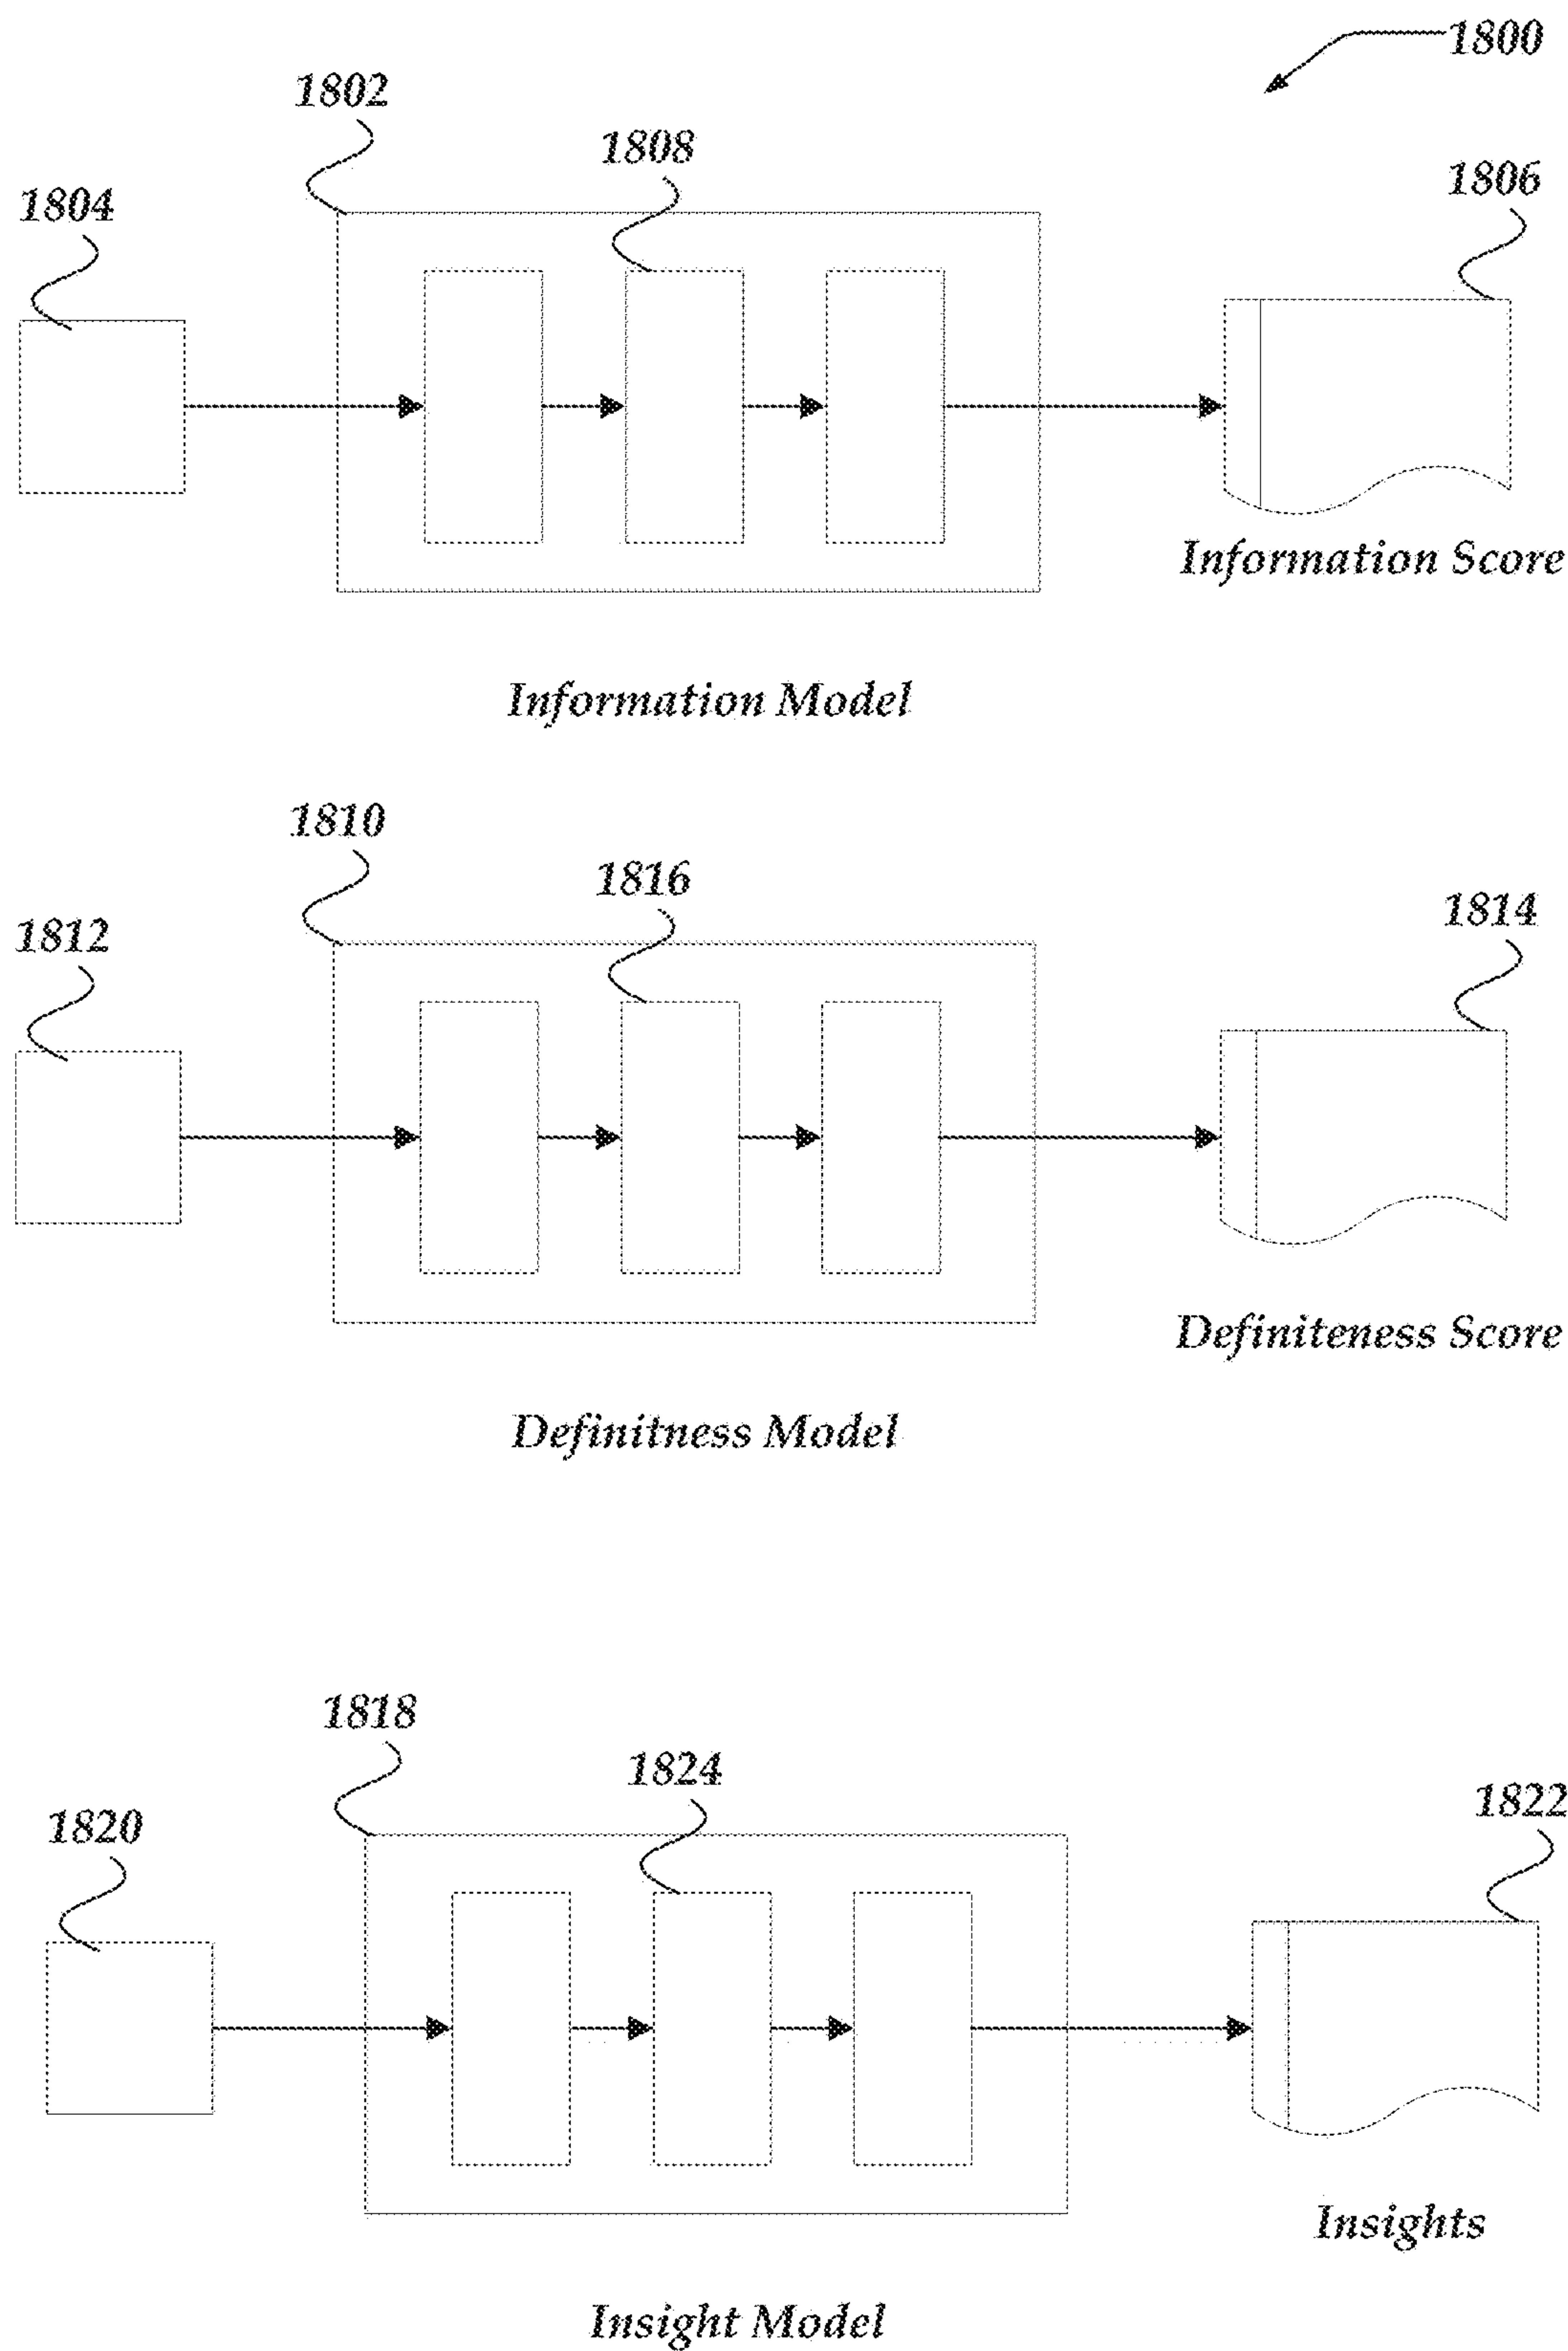 1800
1802
1808
1806
1804
Information Score
Information Model
1810
1816
1814
1812
Definiteness Score
Definitness Model
1818
1824
1822
1820
Insights
Insight Model